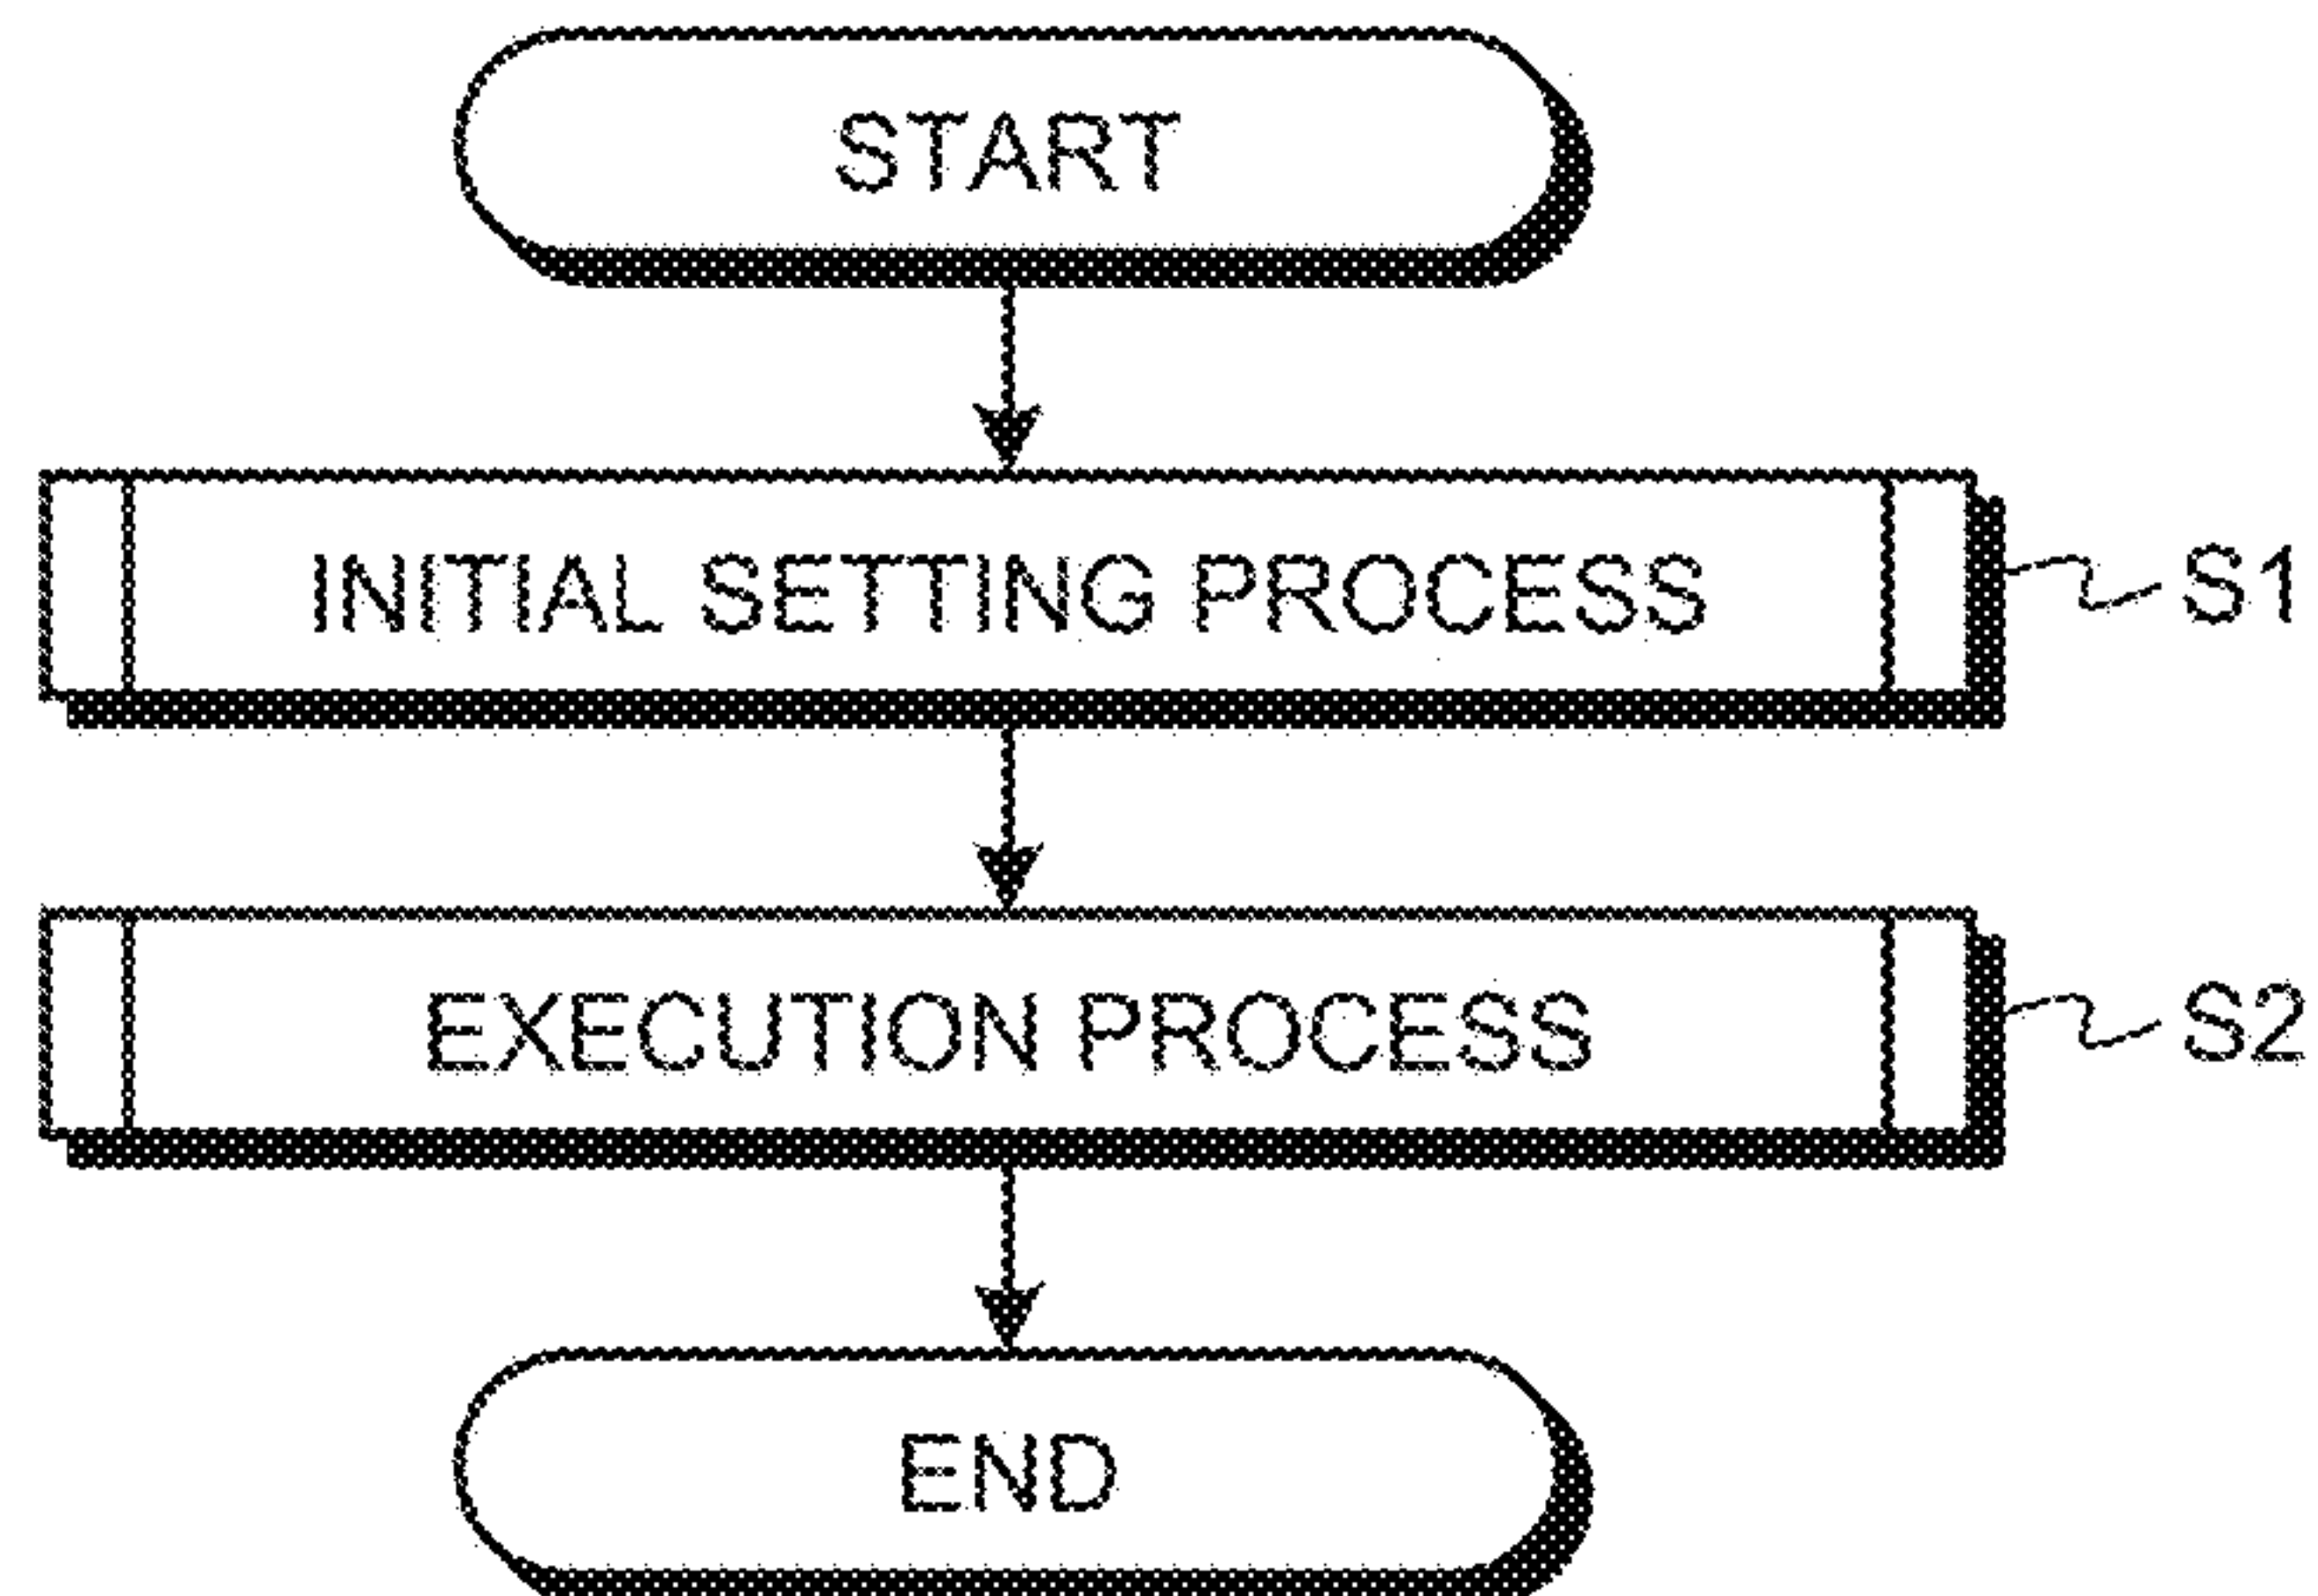 START
INITIAL SETTING PROCESS
S1
EXECUTION PROCESS
S2
END